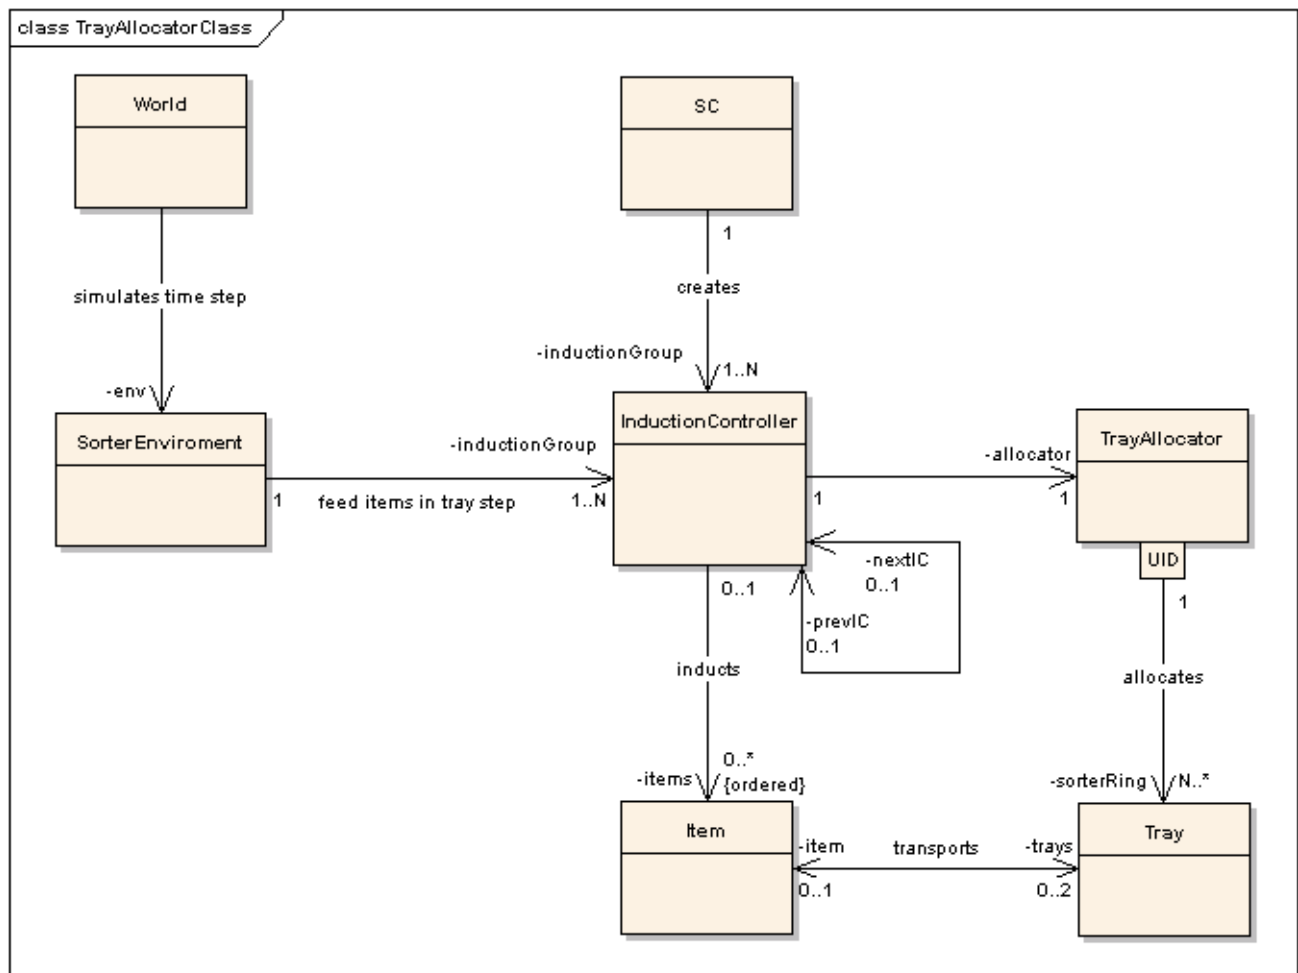 class TrayAllocatorClass
World
SC
1
creates
simulates time step
-inductionGroup
1..N
-env
SorterEnviroment
InductionController
TrayAllocator
-inductionGroup
-allocator
1
feed items in tray step
1..N
1
1
-nextIC
0..1
UID
0..1
1
-prevIC
0..1
inducts
allocates
0..*
-items
{ordered}
-sorterRing
N..*
Item
Tray
-item
transports
-trays
0..1
0..2